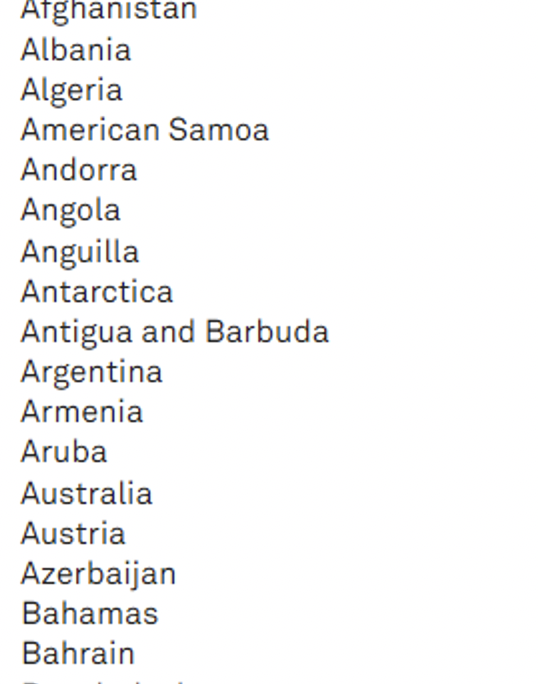 Afghanistan
Albania
Algeria
American Samoa
Andorra
Angola
Anguilla
Antarctica
Antigua and Barbuda
Argentina
Armenia
Aruba
Australia
Austria
Azerbaijan
Bahamas
Bahrain